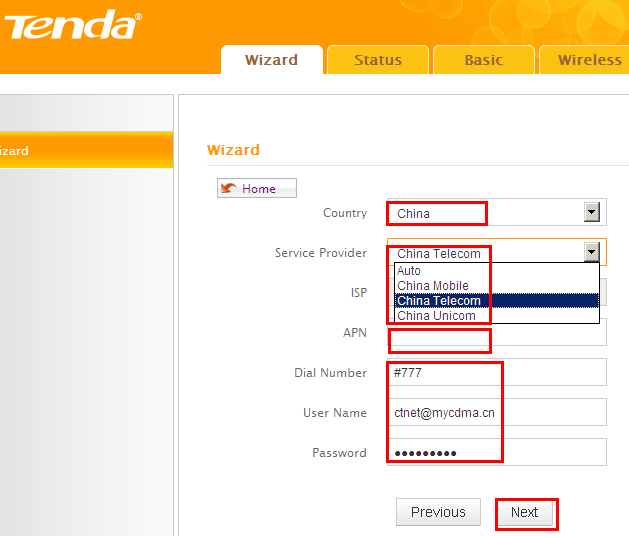 Tenda®
Wizard Status Basic Wireless
izard
Wizard
Home
Country China
Service Provider China Telecom
Auto
ISP China Mobile
China Telecom
China Unicom
APN
Dial Number #777
User Name ctnet@mycdma.cn
Password •••••••••
Previous Next